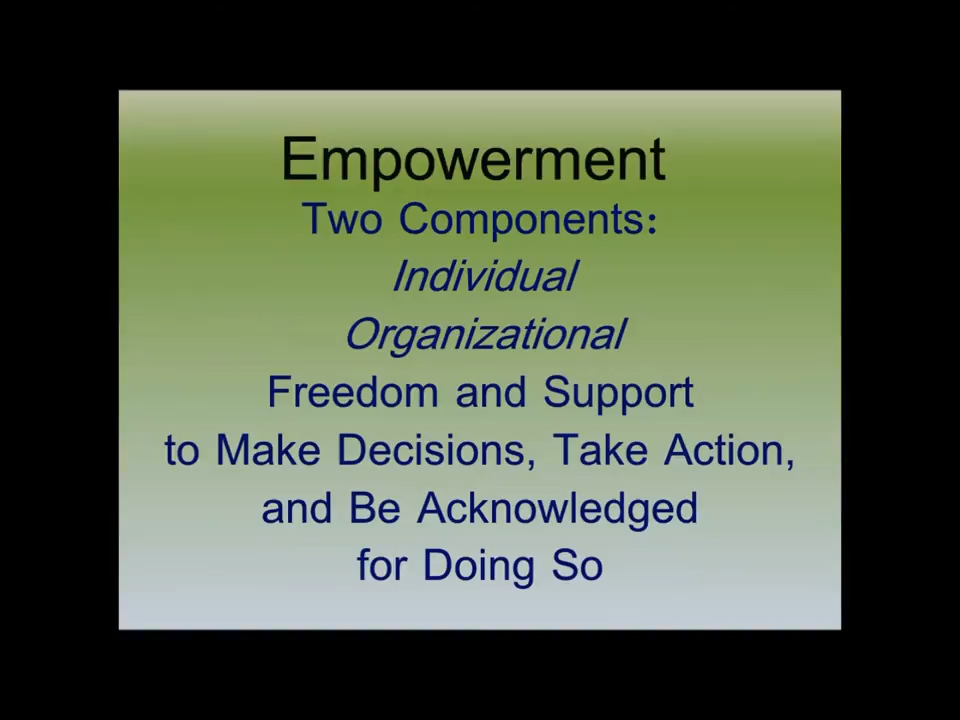 Empowerment
Two Components:
Individual
Organizational
Freedom and Support
to Make Decisions, Take Action,
and Be Acknowledged
for Doing So